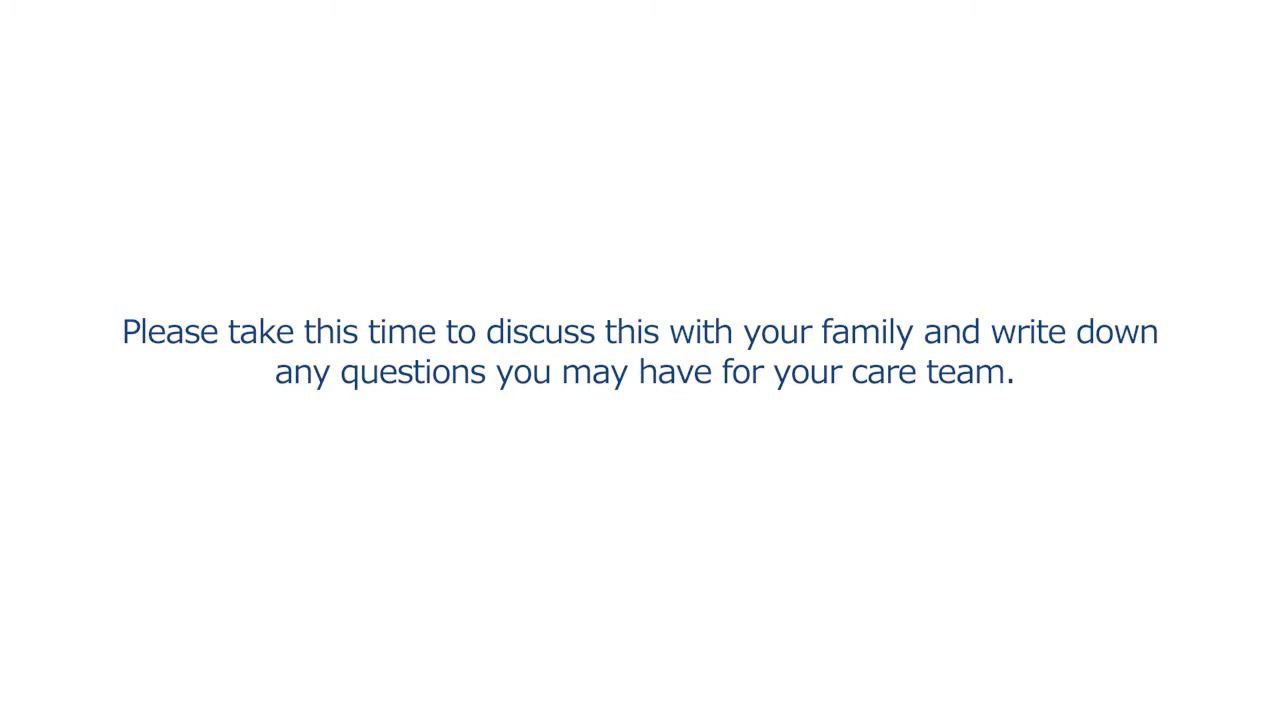 Please take this time to discuss this with your family and write down
any questions you may have for your care team.